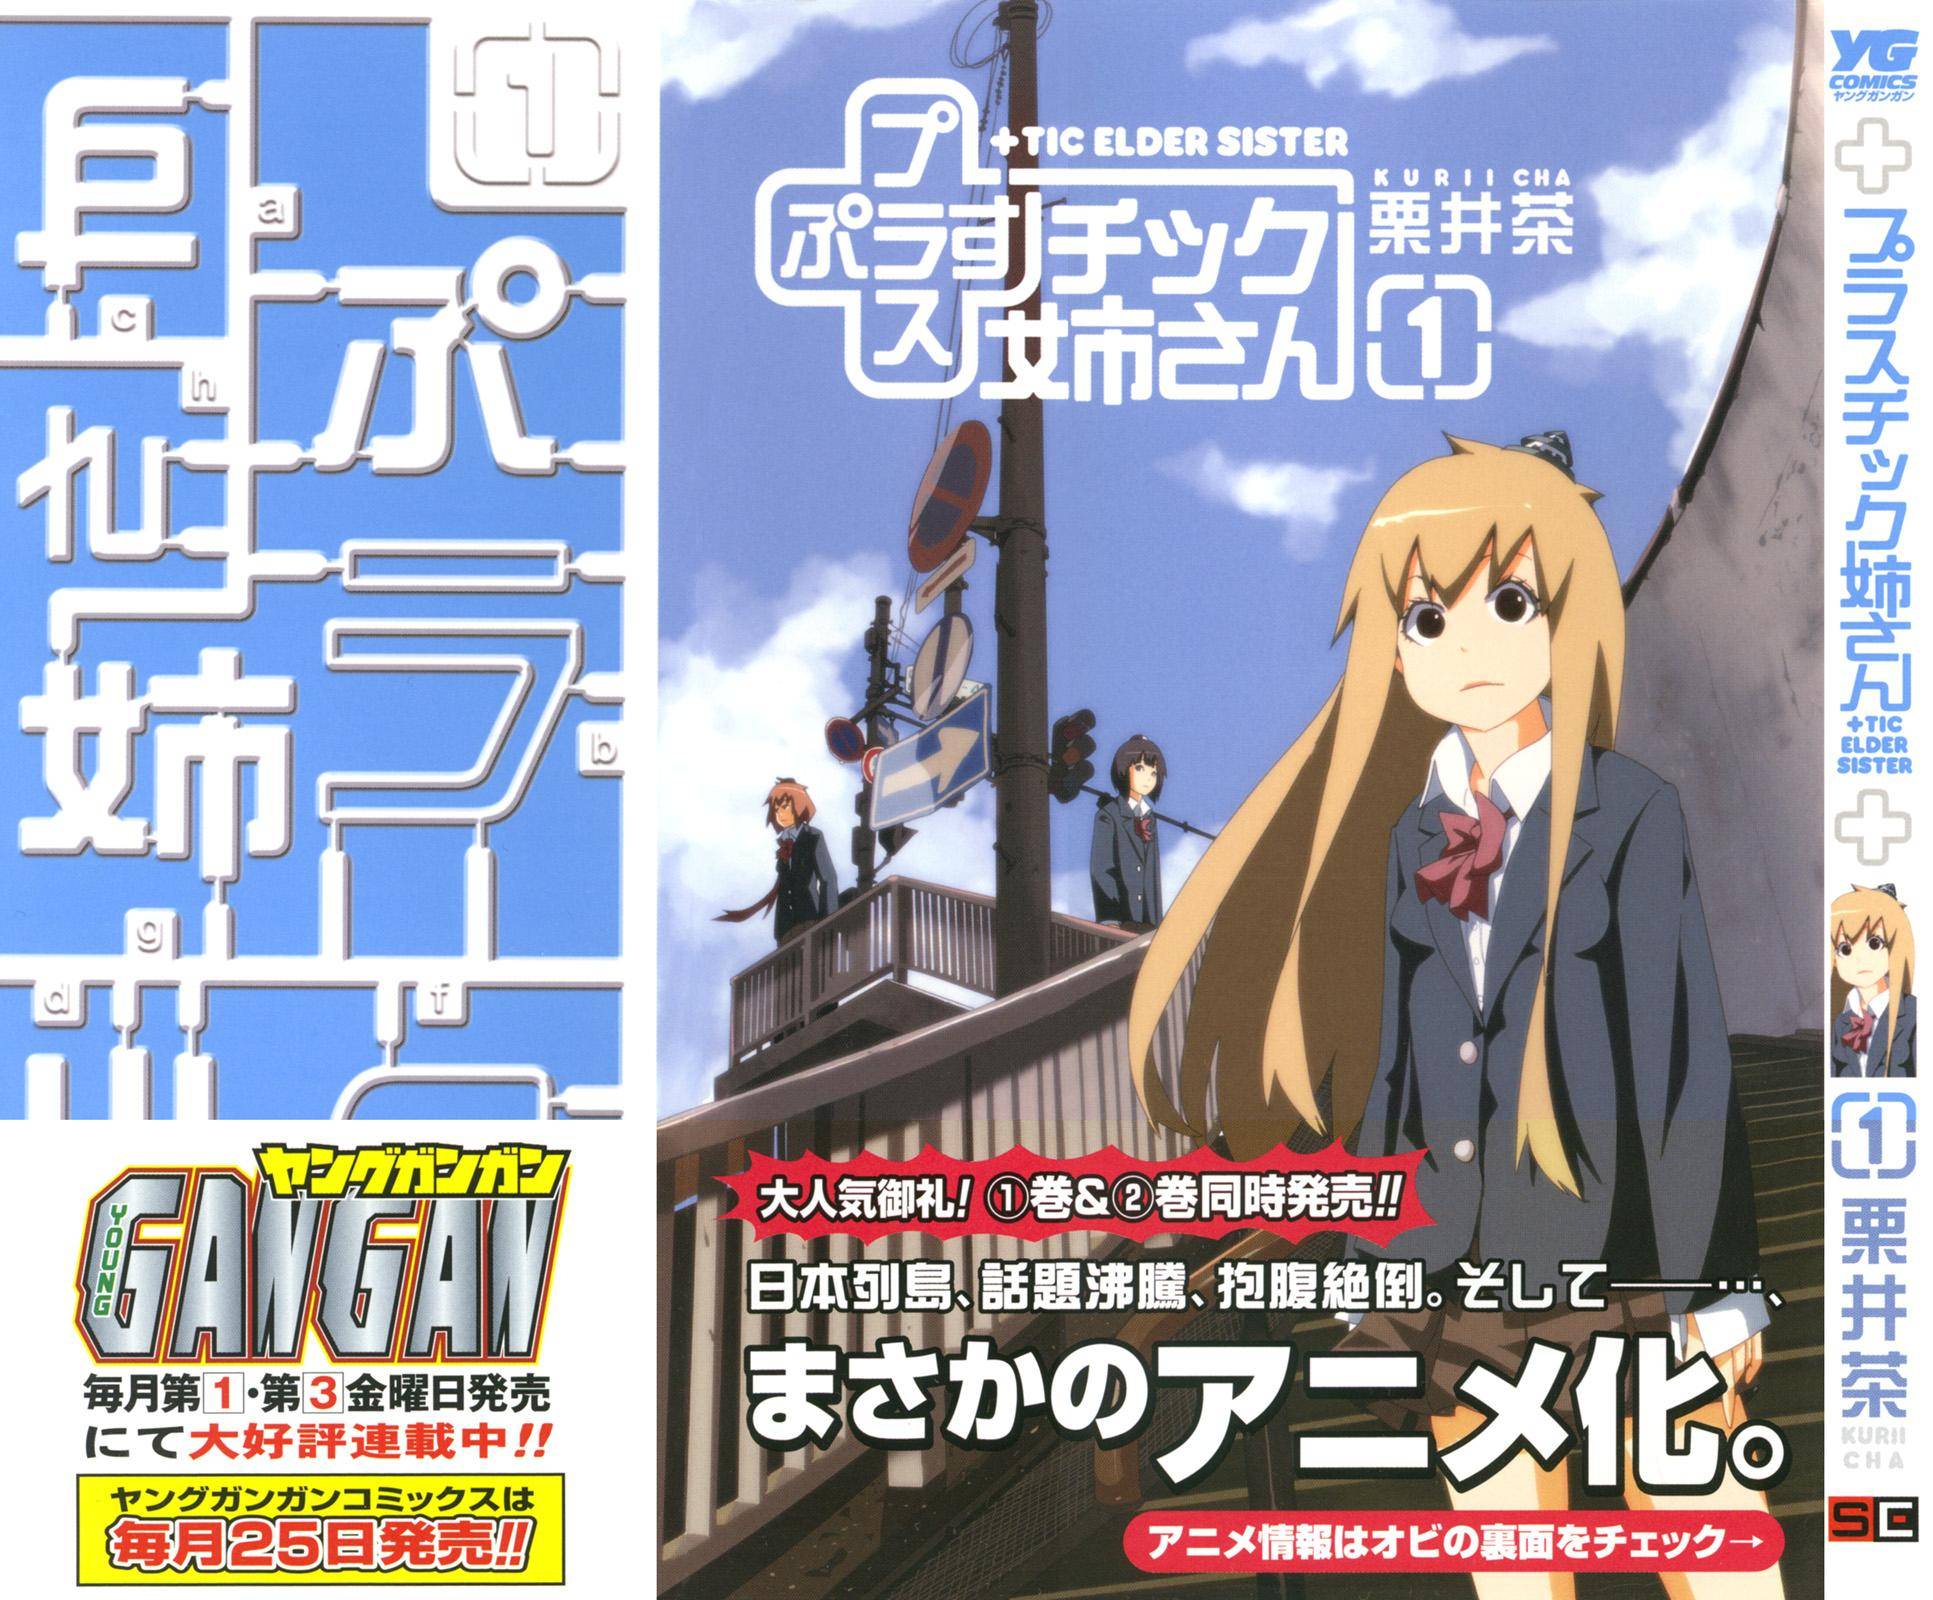 1
ぷラ
巨乳姉
a
c
h
b
g
d
f
ヤングガンガン
YOUNG
GANGAN
毎月第1・第3金曜日発売
にて大好評連載中!!
ヤングガンガンコミックスは
毎月25日発売!!
+TIC ELDER SISTER
プ
ぷラすチック
ス姉さん
KURII CHA
栗井茶
1
大人気御礼! ①巻&②巻同時発売!!
日本列島、話題沸騰、抱腹絶倒。そして――…、
まさかのアニメ化。
アニメ情報はオビの裏面をチェック→
YG
COMICS
ヤングガンガン
+プラスチック姉さん
+TIC
ELDER
SISTER
+
1
栗井茶
KURII
CHA
SE